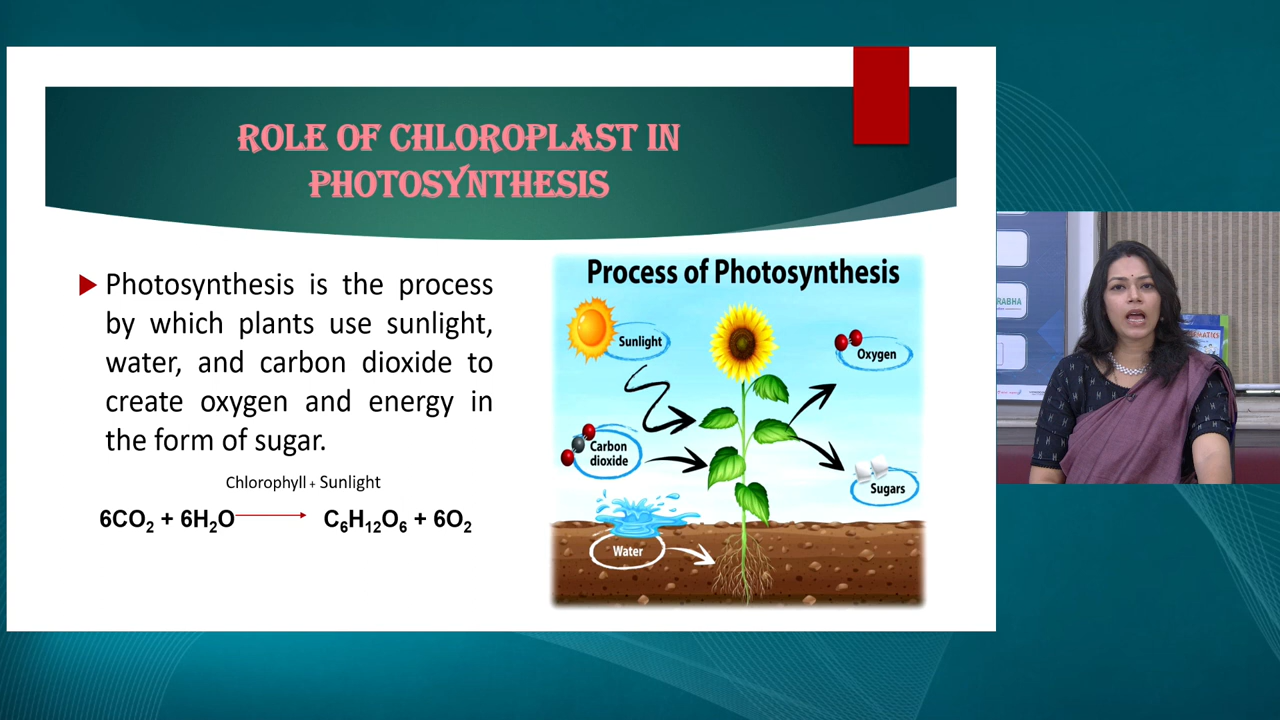 ROLE OF CHLOROPLAST IN
PHOTOSYNTHESIS
Photosynthesis is the process
by which plants use sunlight,
water, and carbon dioxide to
create oxygen and energy in
the form of sugar.
Chlorophyll + Sunlight
6CO₂ + 6H₂O C₆H₁₂O₆ + 6O₂
Process of Photosynthesis
Sunlight
Oxygen
Carbon
dioxide
Sugars
Water